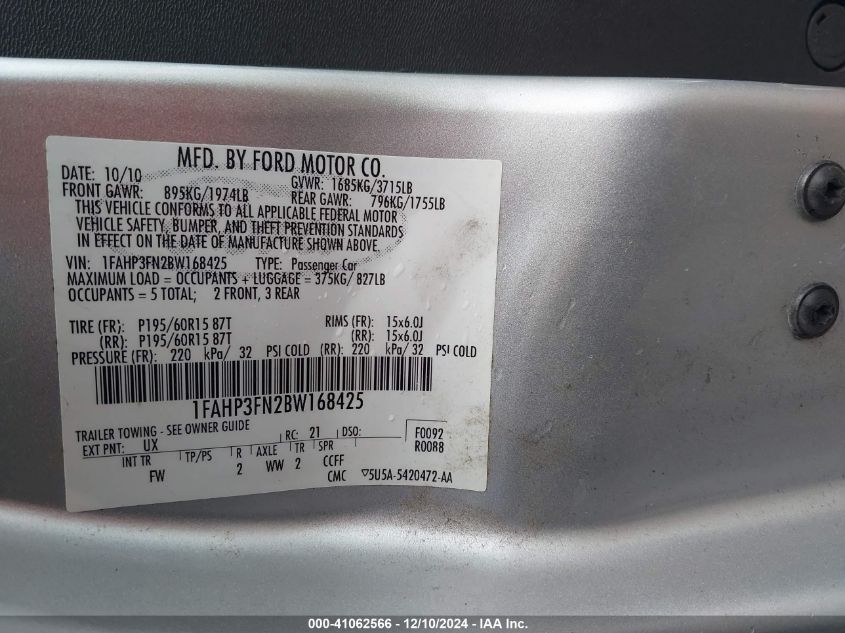 MFD. BY FORD MOTOR CO.
DATE: 10/10 GVWR: 1685KG/3715LB
FRONT GAWR: 895KG/1974LB REAR GAWR: 796KG/1755LB
THIS VEHICLE CONFORMS TO ALL APPLICABLE FEDERAL MOTOR
VEHICLE SAFETY, BUMPER, AND THEFT PREVENTION STANDARDS
IN EFFECT ON THE DATE OF MANUFACTURE SHOWN ABOVE.
VIN: 1FAHP3FN2BW168425 TYPE: Passenger Car
MAXIMUM LOAD = OCCUPANTS + LUGGAGE = 375KG/ 827LB
OCCUPANTS = 5 TOTAL; 2 FRONT, 3 REAR
TIRE (FR): P195/60R15 87T RIMS (FR): 15x6.0J
(RR): P195/60R15 87T (RR): 15x6.0J
PRESSURE (FR): 220 kPa/ 32 PSI COLD (RR): 220 kPa/ 32 PSI COLD
1FAHP3FN2BW168425
TRAILER TOWING - SEE OWNER GUIDE
EXT PNT: UX RC: 21 DSO: F0092
R0088
INT TR TP/PS R AXLE TR SPR
FW 2 WW 2 CCFF
CMC 5U5A-5420472-AA
000-41062566 - 12/10/2024 - IAA Inc.